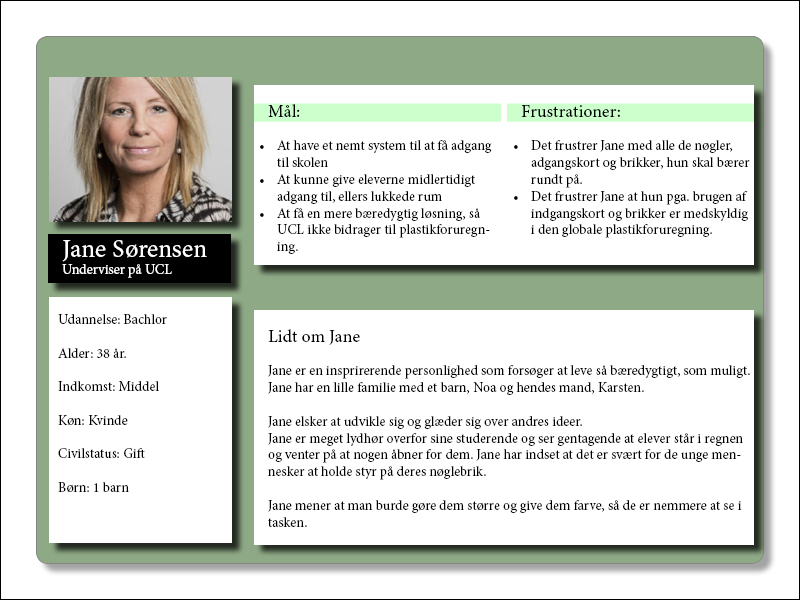 Jane Sørensen
Underviser på UCL
Udannelse: Bachlor
Alder: 38 år.
Indkomst: Middel
Køn: Kvinde
Civilstatus: Gift
Børn: 1 barn
Mål:
• At have et nemt system til at få adgang
til skolen
• At kunne give eleverne midlertidigt
adgang til, ellers lukkede rum
• At få en mere bæredygtig løsning, så
UCL ikke bidrager til plastikforuregn-
ing.
Frustrationer:
• Det frustrer Jane med alle de nøgler,
adgangskort og brikker, hun skal bærer
rundt på.
• Det frustrer Jane at hun pga. brugen af
indgangskort og brikker er medskyldig
i den globale plastikforuregning.
Lidt om Jane
Jane er en insprirerende personlighed som forsøger at leve så bæredygtigt, som muligt.
Jane har en lille familie med et barn, Noa og hendes mand, Karsten.
Jane elsker at udvikle sig og glæder sig over andres ideer.
Jane er meget lydhør overfor sine studerende og ser gentagende at elever står i regnen
og venter på at nogen åbner for dem. Jane har indset at det er svært for de unge men-
nesker at holde styr på deres nøglebrik.
Jane mener at man burde gøre dem større og give dem farve, så de er nemmere at se i
tasken.